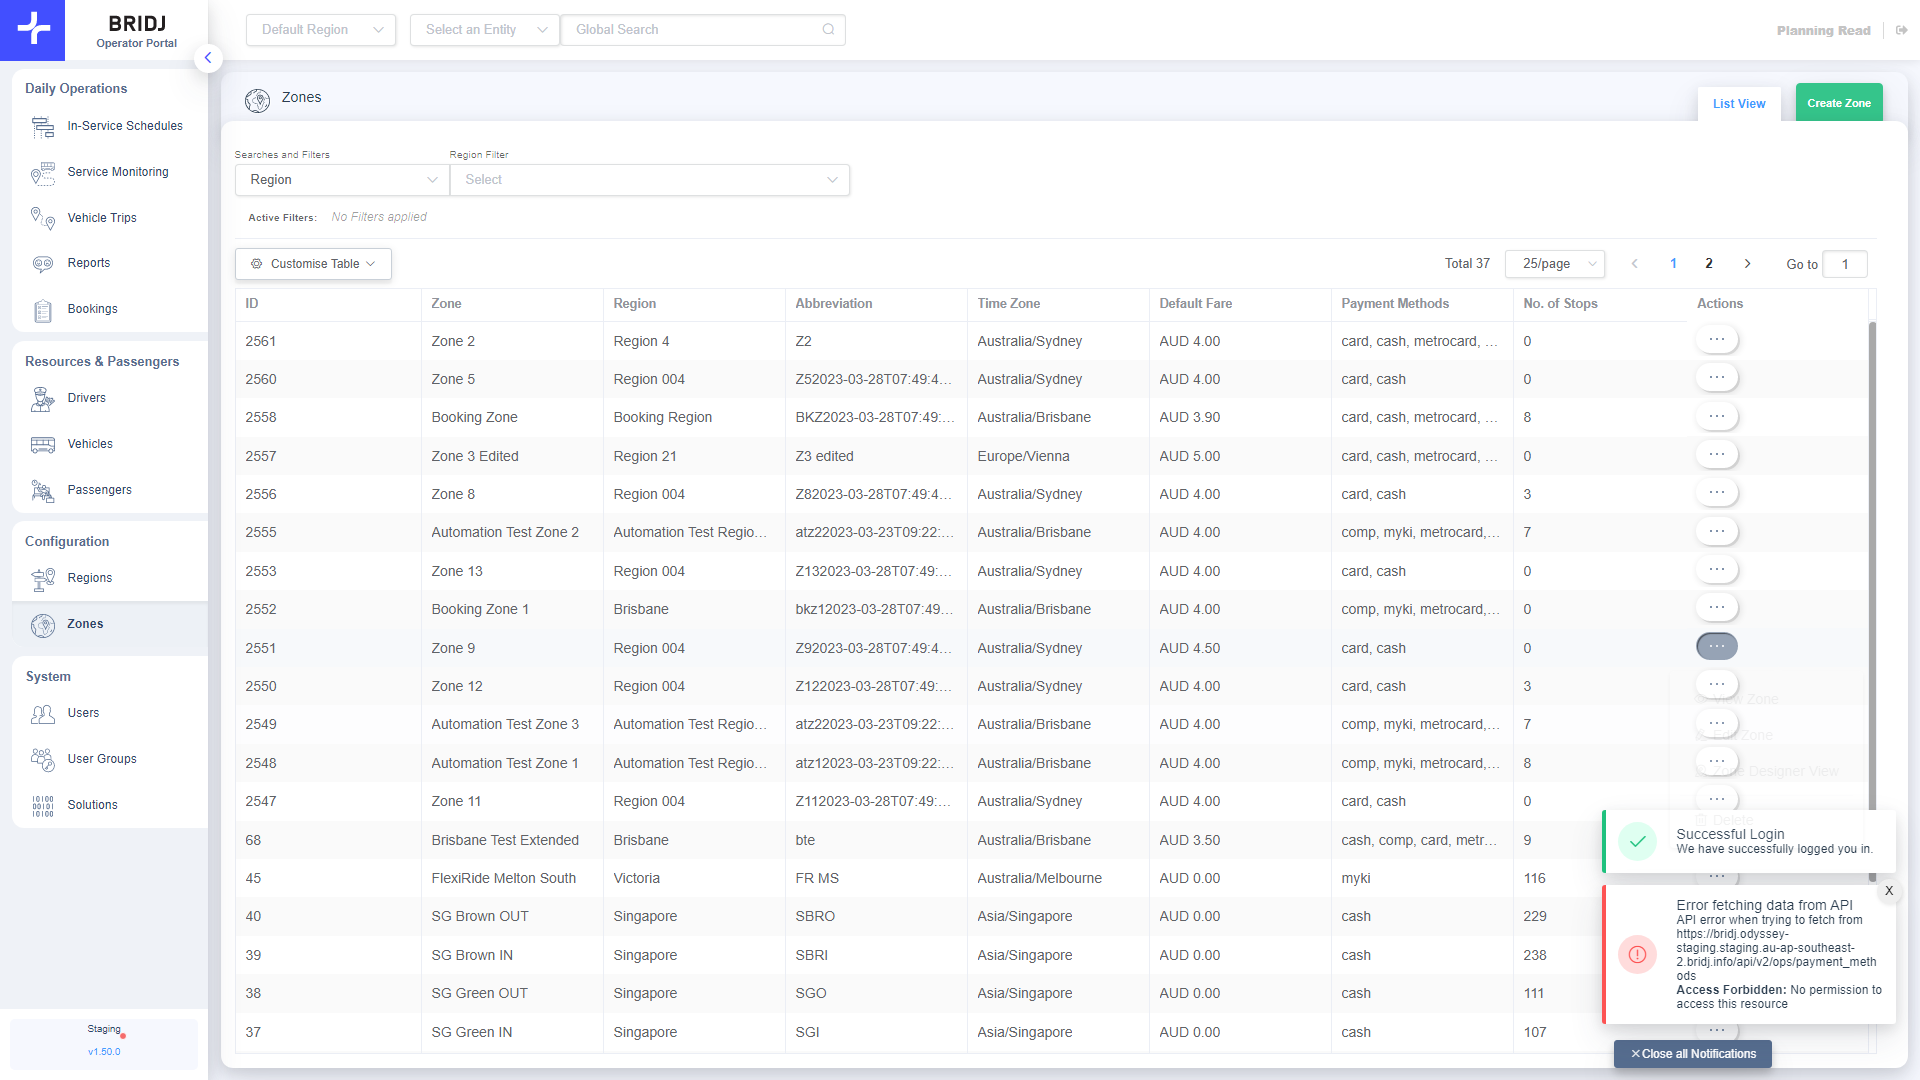 BRIDJ
Operator Portal
Default Region
Select an Entity
Global Search
Planning Read
Daily Operations
In-Service Schedules
Service Monitoring
Vehicle Trips
Reports
Bookings
Resources & Passengers
Drivers
Vehicles
Passengers
Configuration
Regions
Zones
System
Users
User Groups
Solutions
Staging
v1.50.0
Zones
List View
Create Zone
Searches and Filters
Region Filter
Region
Select
Active Filters: No Filters applied
Customise Table
Total 37 25/page 1 2 Go to 1
ID Zone Region Abbreviation Time Zone Default Fare Payment Methods No. of Stops Actions
2561 Zone 2 Region 4 Z2 Australia/Sydney AUD 4.00 card, cash, metrocard, ... 0 ...
2560 Zone 5 Region 004 Z52023-03-28T07:49:4... Australia/Sydney AUD 4.00 card, cash 0 ...
2558 Booking Zone Booking Region BKZ2023-03-28T07:49:... Australia/Brisbane AUD 3.90 card, cash, metrocard, ... 8 ...
2557 Zone 3 Edited Region 21 Z3 edited Europe/Vienna AUD 5.00 card, cash, metrocard, ... 0 ...
2556 Zone 8 Region 004 Z82023-03-28T07:49:4... Australia/Sydney AUD 4.00 card, cash 3 ...
2555 Automation Test Zone 2 Automation Test Regio... atz22023-03-23T09:22:... Australia/Brisbane AUD 4.00 comp, myki, metrocard,... 7 ...
2553 Zone 13 Region 004 Z132023-03-28T07:49:... Australia/Sydney AUD 4.00 card, cash 0 ...
2552 Booking Zone 1 Brisbane bkz12023-03-28T07:49... Australia/Brisbane AUD 4.00 comp, myki, metrocard,... 0 ...
2551 Zone 9 Region 004 Z92023-03-28T07:49:4... Australia/Sydney AUD 4.50 card, cash 0 ...
2550 Zone 12 Region 004 Z122023-03-28T07:49:... Australia/Sydney AUD 4.00 card, cash 3 ...
View Zone
2549 Automation Test Zone 3 Automation Test Regio... atz22023-03-23T09:22:... Australia/Brisbane AUD 4.00 comp, myki, metrocard,... 7 ...
Edit Zone
2548 Automation Test Zone 1 Automation Test Regio... atz12023-03-23T09:22:... Australia/Brisbane AUD 4.00 comp, myki, metrocard,... 8 ...
Zone Designer View
2547 Zone 11 Region 004 Z112023-03-28T07:49:... Australia/Sydney AUD 4.00 card, cash 0 ...
Delete
68 Brisbane Test Extended Brisbane bte Australia/Brisbane AUD 3.50 cash, comp, card, metr... 9
45 FlexiRide Melton South Victoria FR MS Australia/Melbourne AUD 0.00 myki 116 ...
40 SG Brown OUT Singapore SBRO Asia/Singapore AUD 0.00 cash 229
39 SG Brown IN Singapore SBRI Asia/Singapore AUD 0.00 cash 238
38 SG Green OUT Singapore SGO Asia/Singapore AUD 0.00 cash 111
37 SG Green IN Singapore SGI Asia/Singapore AUD 0.00 cash 107 ...
Successful Login
We have successfully logged you in.
X
Error fetching data from API
API error when trying to fetch from
https://bridj.odyssey-
staging.staging.au-ap-southeast-
2.bridj.info/api/v2/ops/payment_meth
ods
Access Forbidden: No permission to
access this resource
Close all Notifications